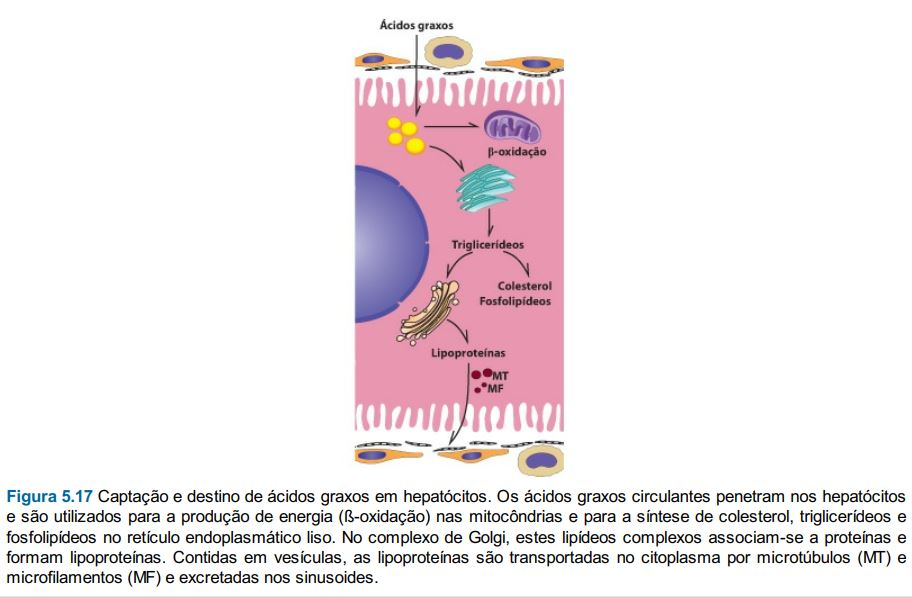 Ácidos graxos
β-oxidação
Triglicerídeos
Colesterol
Fosfolipídeos
Lipoproteínas
MT
MF
Figura 5.17 Captação e destino de ácidos graxos em hepatócitos. Os ácidos graxos circulantes penetram nos hepatócitos
e são utilizados para a produção de energia (ß-oxidação) nas mitocôndrias e para a síntese de colesterol, triglicerídeos e
fosfolipídeos no retículo endoplasmático liso. No complexo de Golgi, estes lipídeos complexos associam-se a proteínas e
formam lipoproteínas. Contidas em vesículas, as lipoproteínas são transportadas no citoplasma por microtúbulos (MT) e
microfilamentos (MF) e excretadas nos sinusoides.